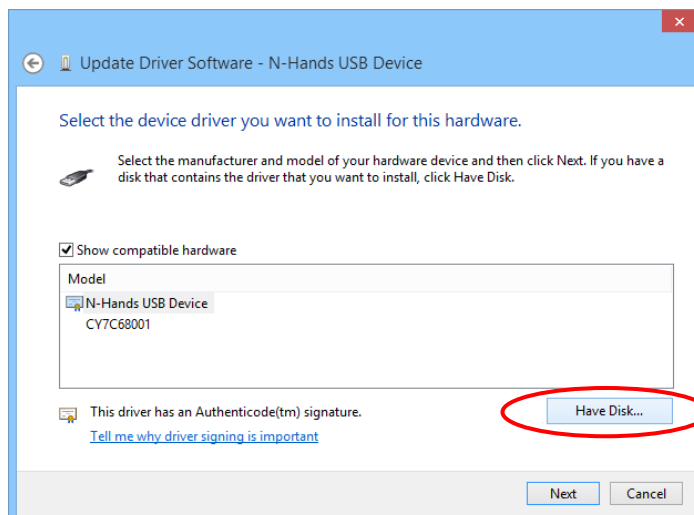 Update Driver Software - N-Hands USB Device
Select the device driver you want to install for this hardware.
Select the manufacturer and model of your hardware device and then click Next. If you have a
disk that contains the driver that you want to install, click Have Disk.
Show compatible hardware
Model
N-Hands USB Device
CY7C68001
This driver has an Authenticode(tm) signature.
Have Disk...
Tell me why driver signing is important
Next
Cancel